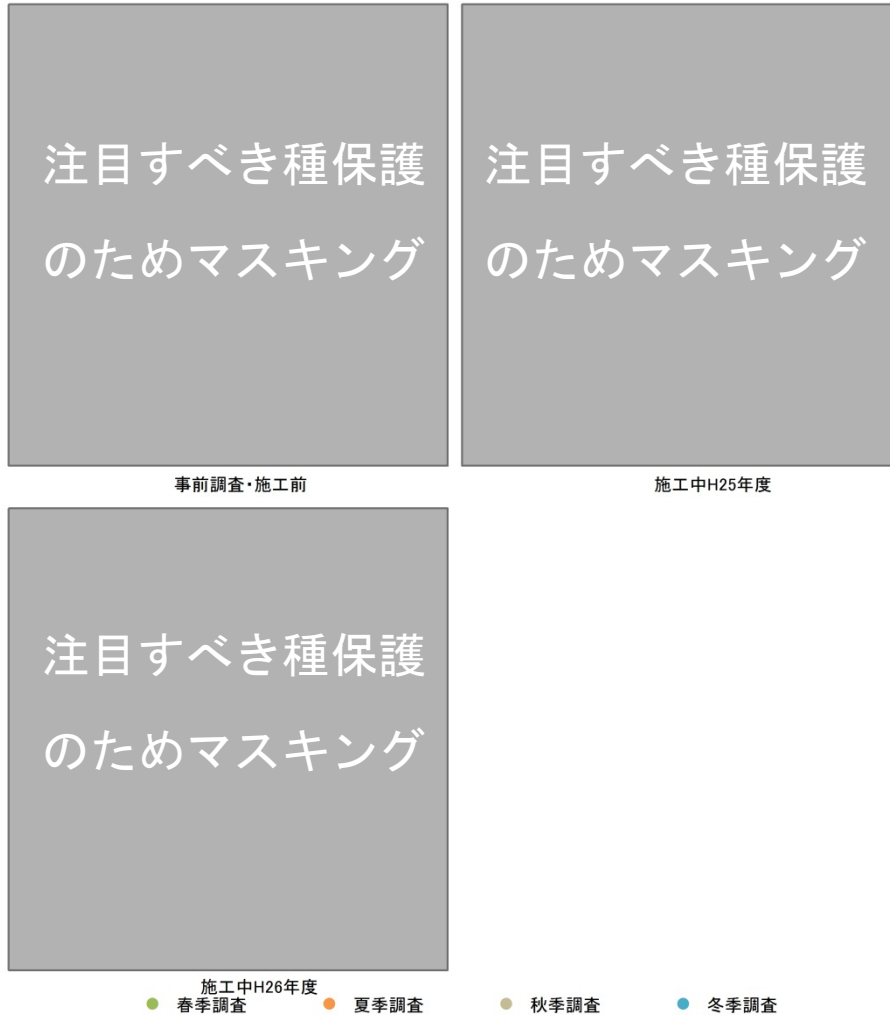 注目すべき種保護
のためマスキング
事前調査・施工前
注目すべき種保護
のためマスキング
施工中H25年度
注目すべき種保護
のためマスキング
施工中H26年度
春季調査 夏季調査 秋季調査 冬季調査